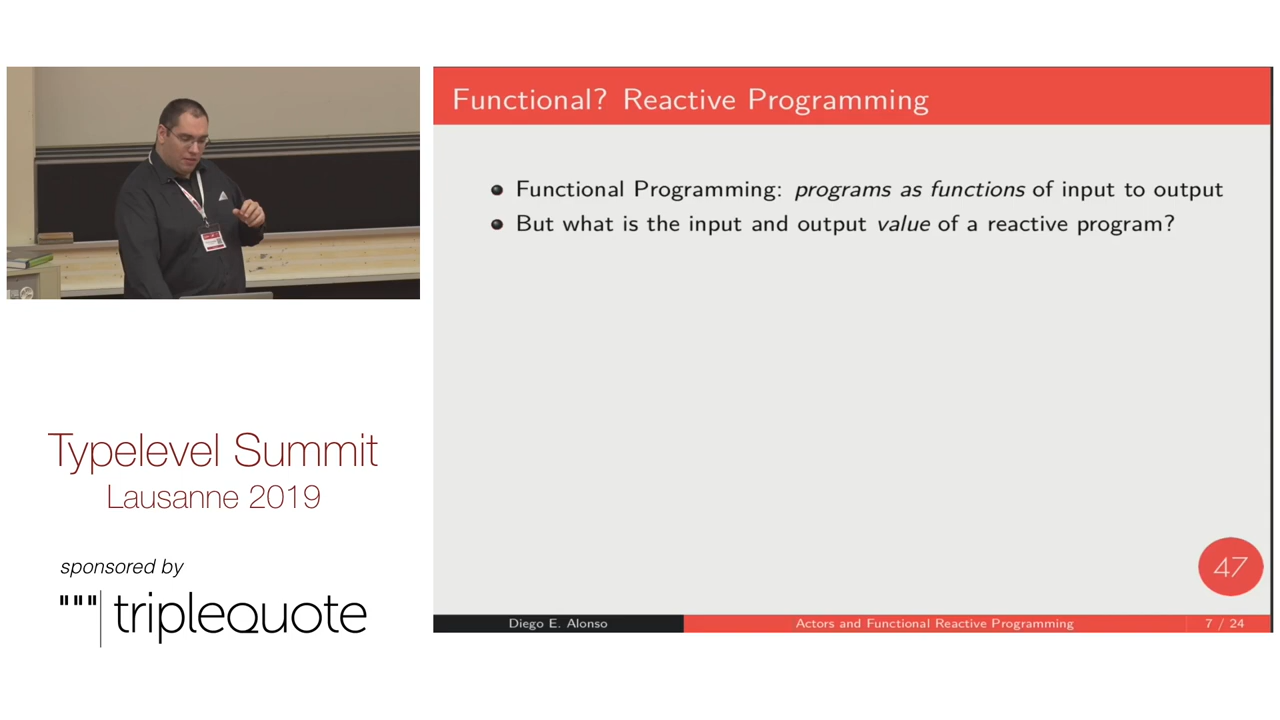 Functional? Reactive Programming
Functional Programming: programs as functions of input to output
But what is the input and output value of a reactive program?
Typelevel Summit
Lausanne 2019
sponsored by
"""|triplequote
47
Diego E. Alonso
Actors and Functional Reactive Programming
7 / 24